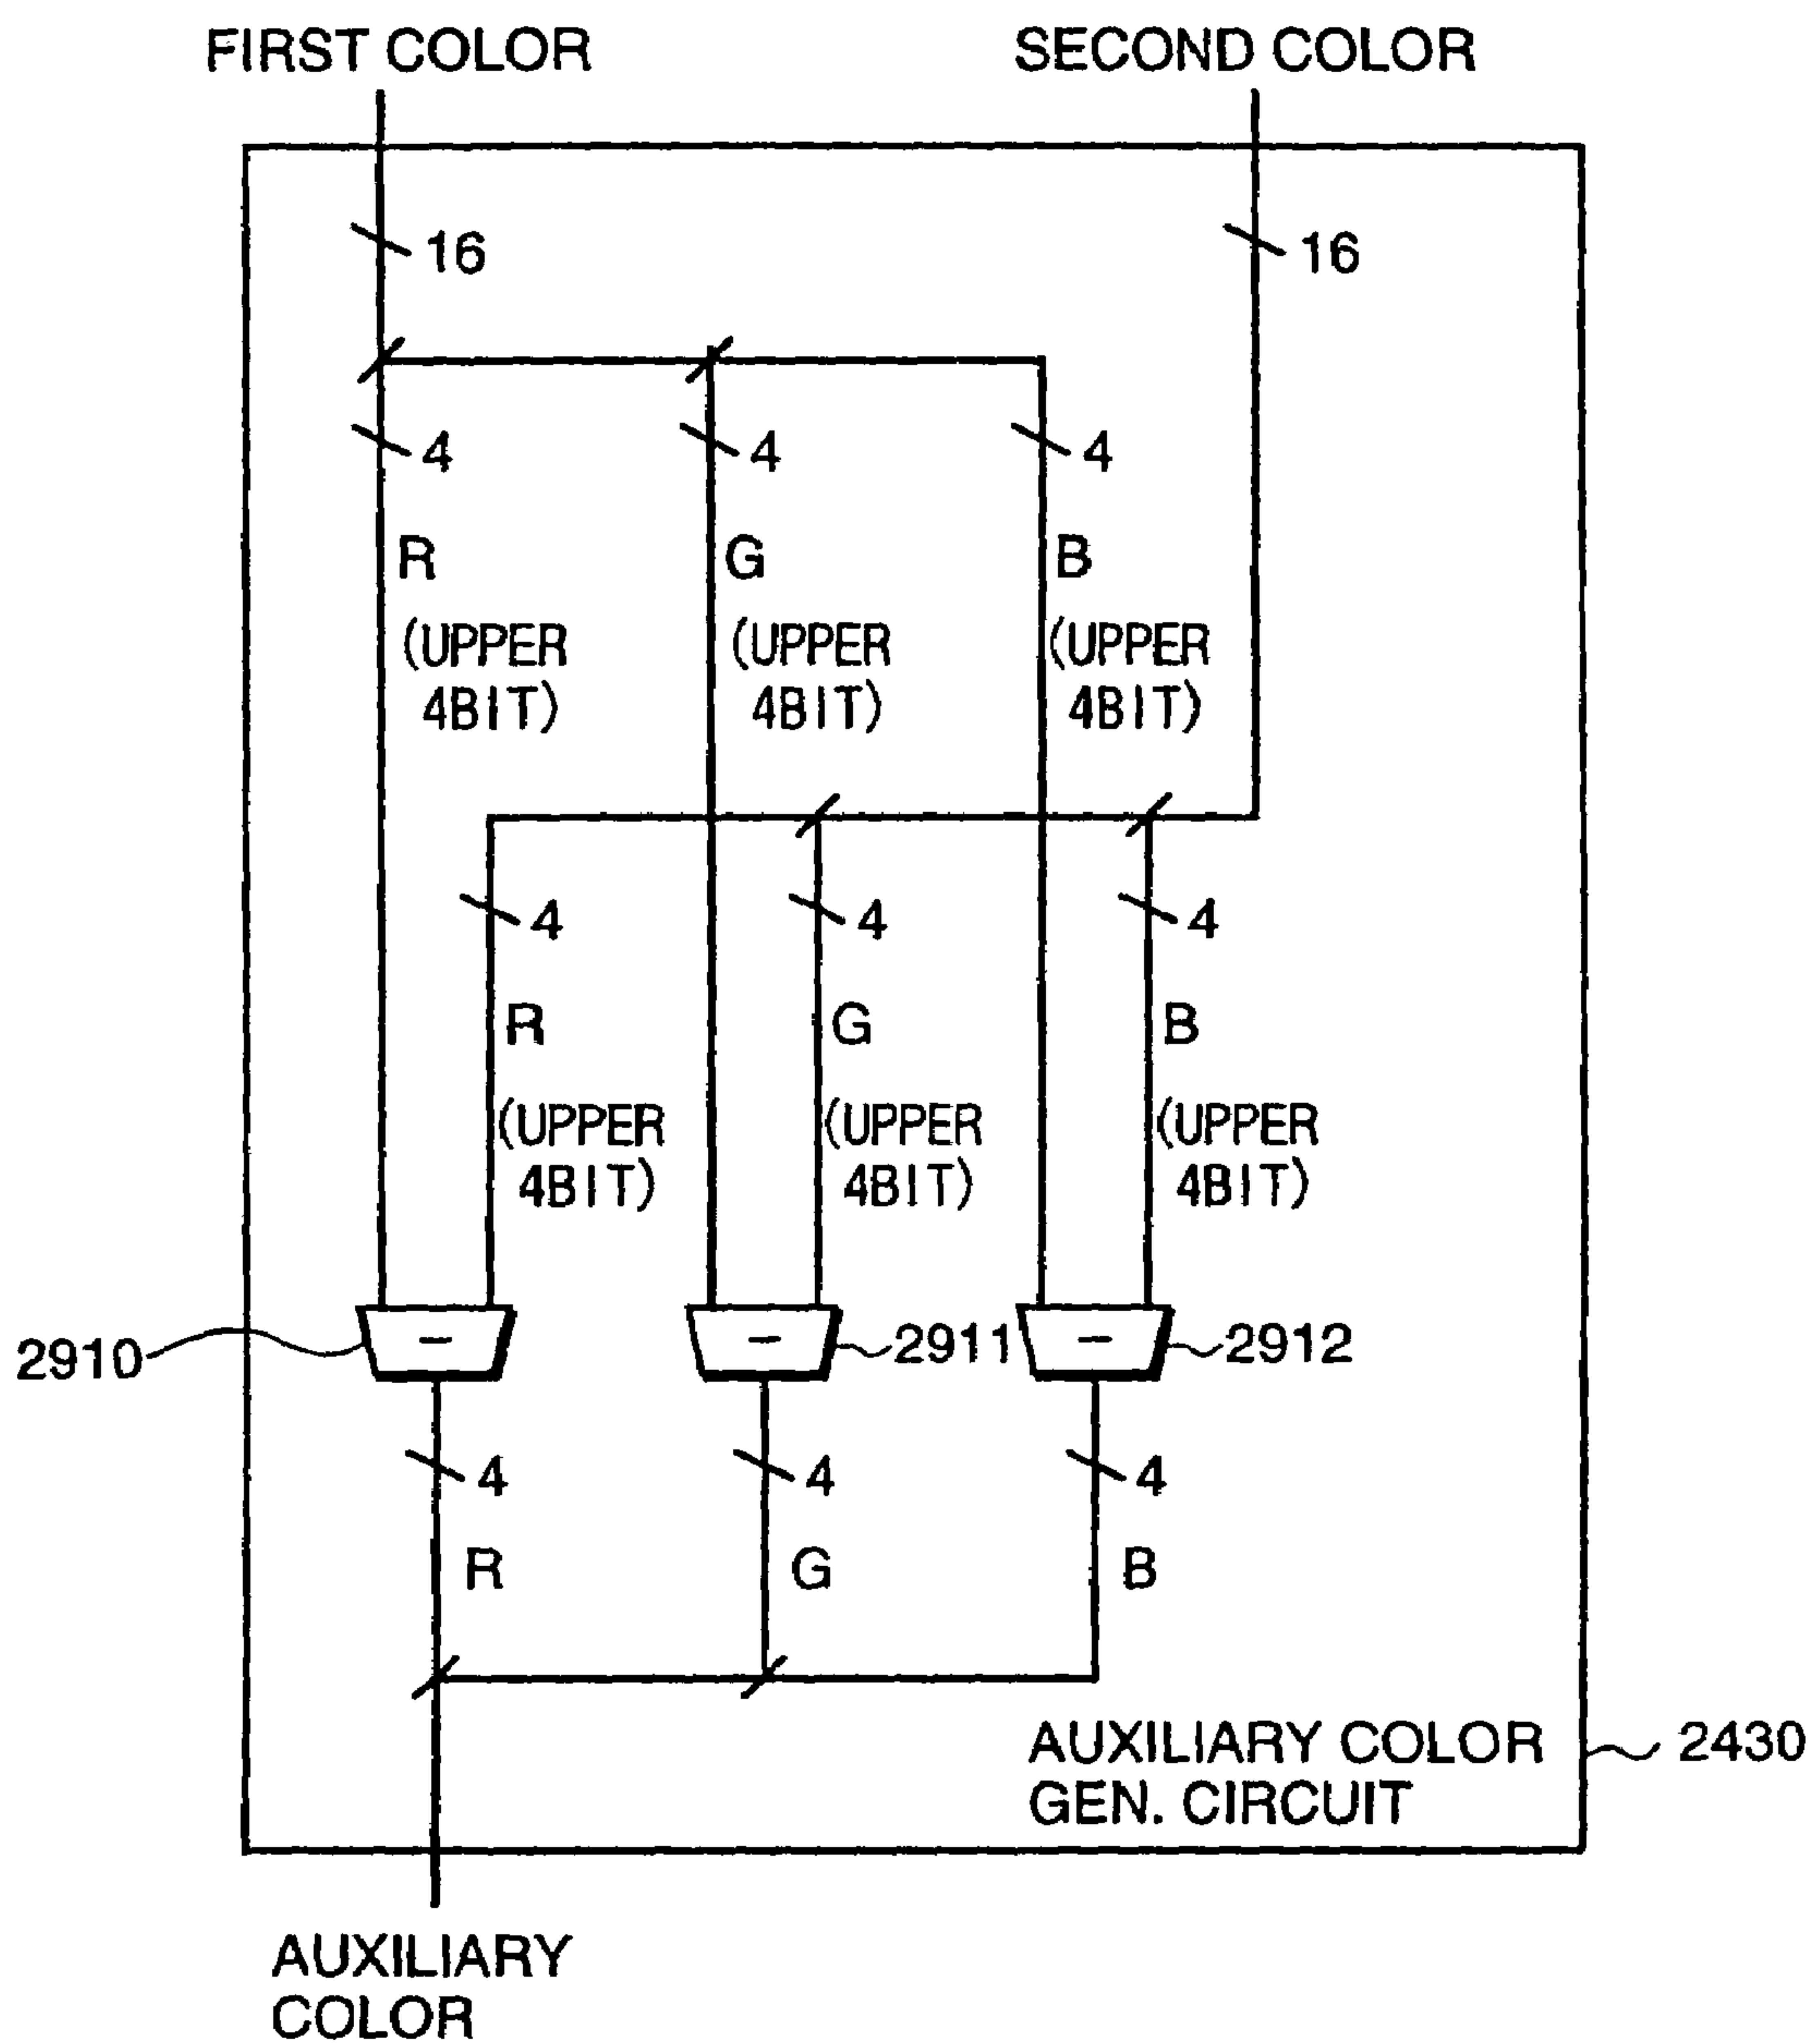 FIRST COLOR
SECOND COLOR
16
16
4
4
4
R
G
B
(UPPER
4BIT)
(UPPER
4BIT)
(UPPER
4BIT)
4
4
4
R
G
B
(UPPER
4BIT)
(UPPER
4BIT)
(UPPER
4BIT)
2910
−
−
2911
−
2912
4
4
4
R
G
B
AUXILIARY COLOR
GEN. CIRCUIT
2430
AUXILIARY
COLOR